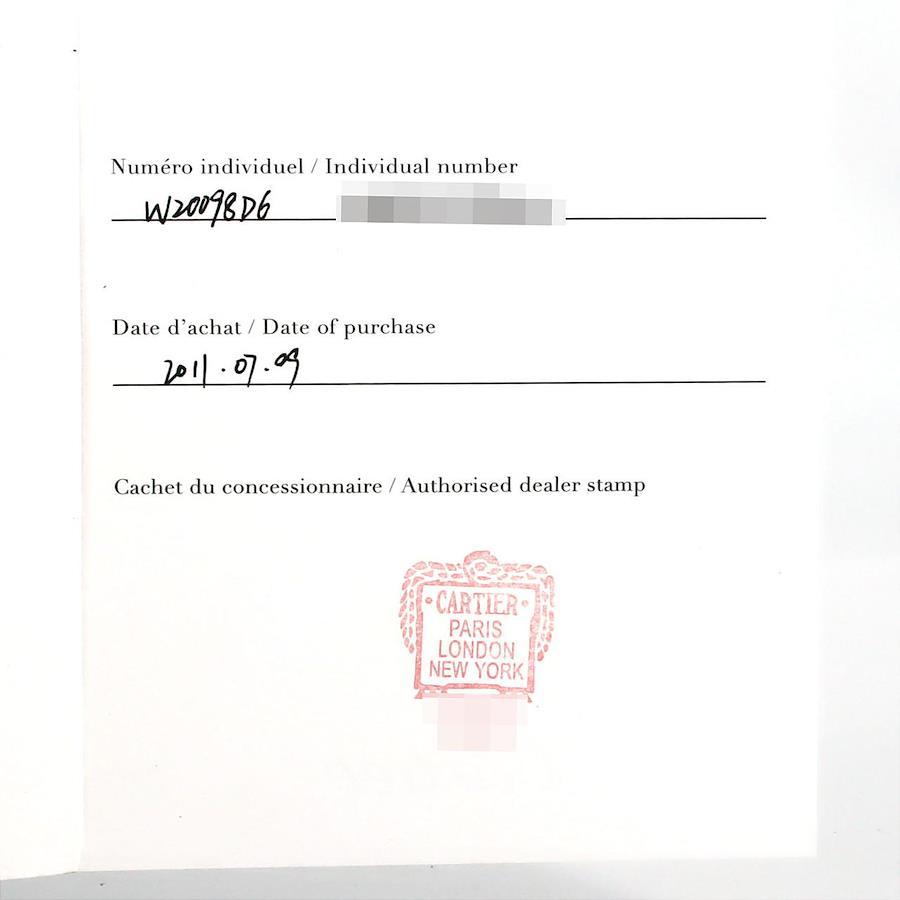 Numéro individuel / Individual number
W20098D6
Date d'achat / Date of purchase
2011.07.09
Cachet du concessionnaire / Authorised dealer stamp
·CARTIER·
PARIS
LONDON
NEW YORK